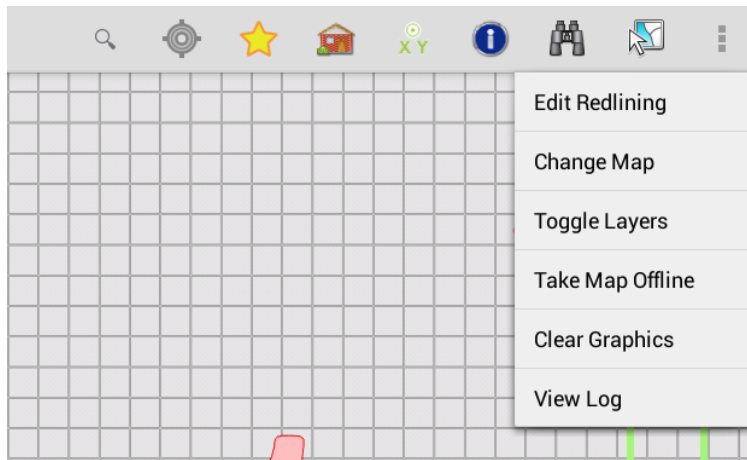 X Y
i
Edit Redlining
Change Map
Toggle Layers
Take Map Offline
Clear Graphics
View Log